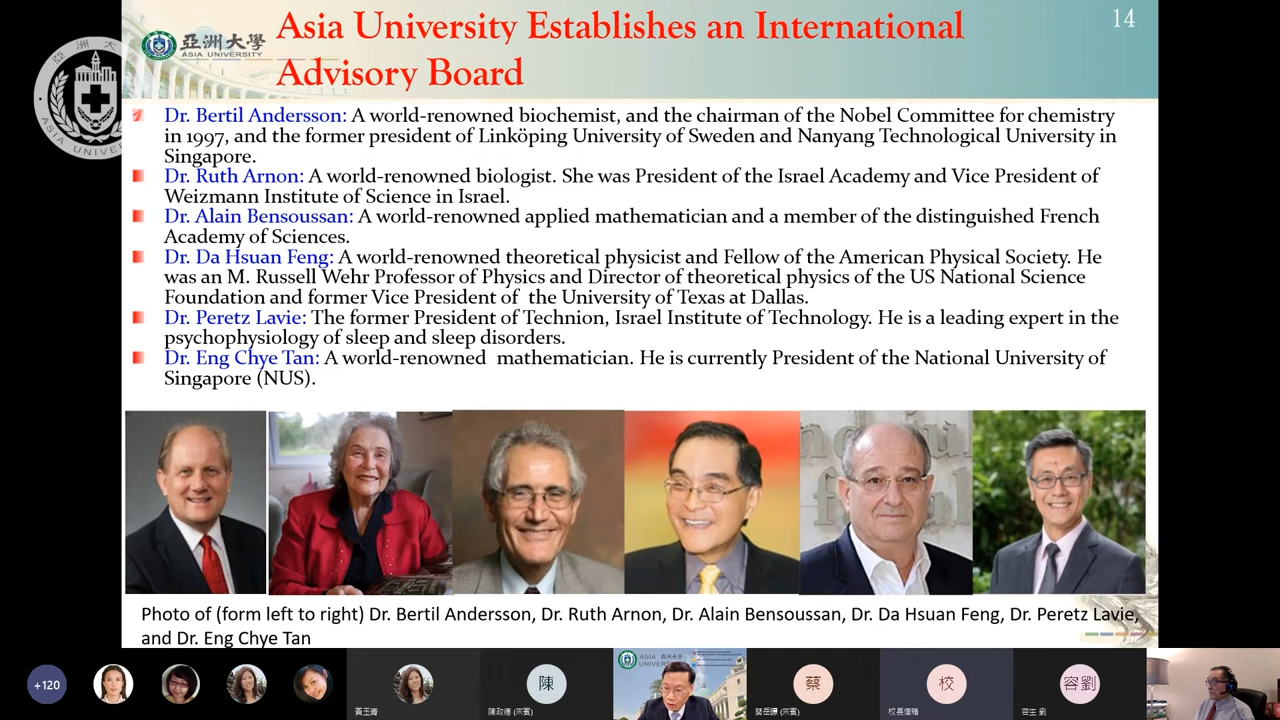 Asia University Establishes an International
Advisory Board
14
亞洲大學
ASIA UNIVERSITY
Dr. Bertil Andersson: A world-renowned biochemist, and the chairman of the Nobel Committee for chemistry
in 1997, and the former president of Linköping University of Sweden and Nanyang Technological University in
Singapore.
Dr. Ruth Arnon: A world-renowned biologist. She was President of the Israel Academy and Vice President of
Weizmann Institute of Science in Israel.
Dr. Alain Bensoussan: A world-renowned applied mathematician and a member of the distinguished French
Academy of Sciences.
Dr. Da Hsuan Feng: A world-renowned theoretical physicist and Fellow of the American Physical Society. He
was an M. Russell Wehr Professor of Physics and Director of theoretical physics of the US National Science
Foundation and former Vice President of the University of Texas at Dallas.
Dr. Peretz Lavie: The former President of Technion, Israel Institute of Technology. He is a leading expert in the
psychophysiology of sleep and sleep disorders.
Dr. Eng Chye Tan: A world-renowned mathematician. He is currently President of the National University of
Singapore (NUS).
Photo of (form left to right) Dr. Bertil Andersson, Dr. Ruth Arnon, Dr. Alain Bensoussan, Dr. Da Hsuan Feng, Dr. Peretz Lavie,
and Dr. Eng Chye Tan
+120
陳
蔡
校
容劉
陳政德 (來賓)
容生 劉